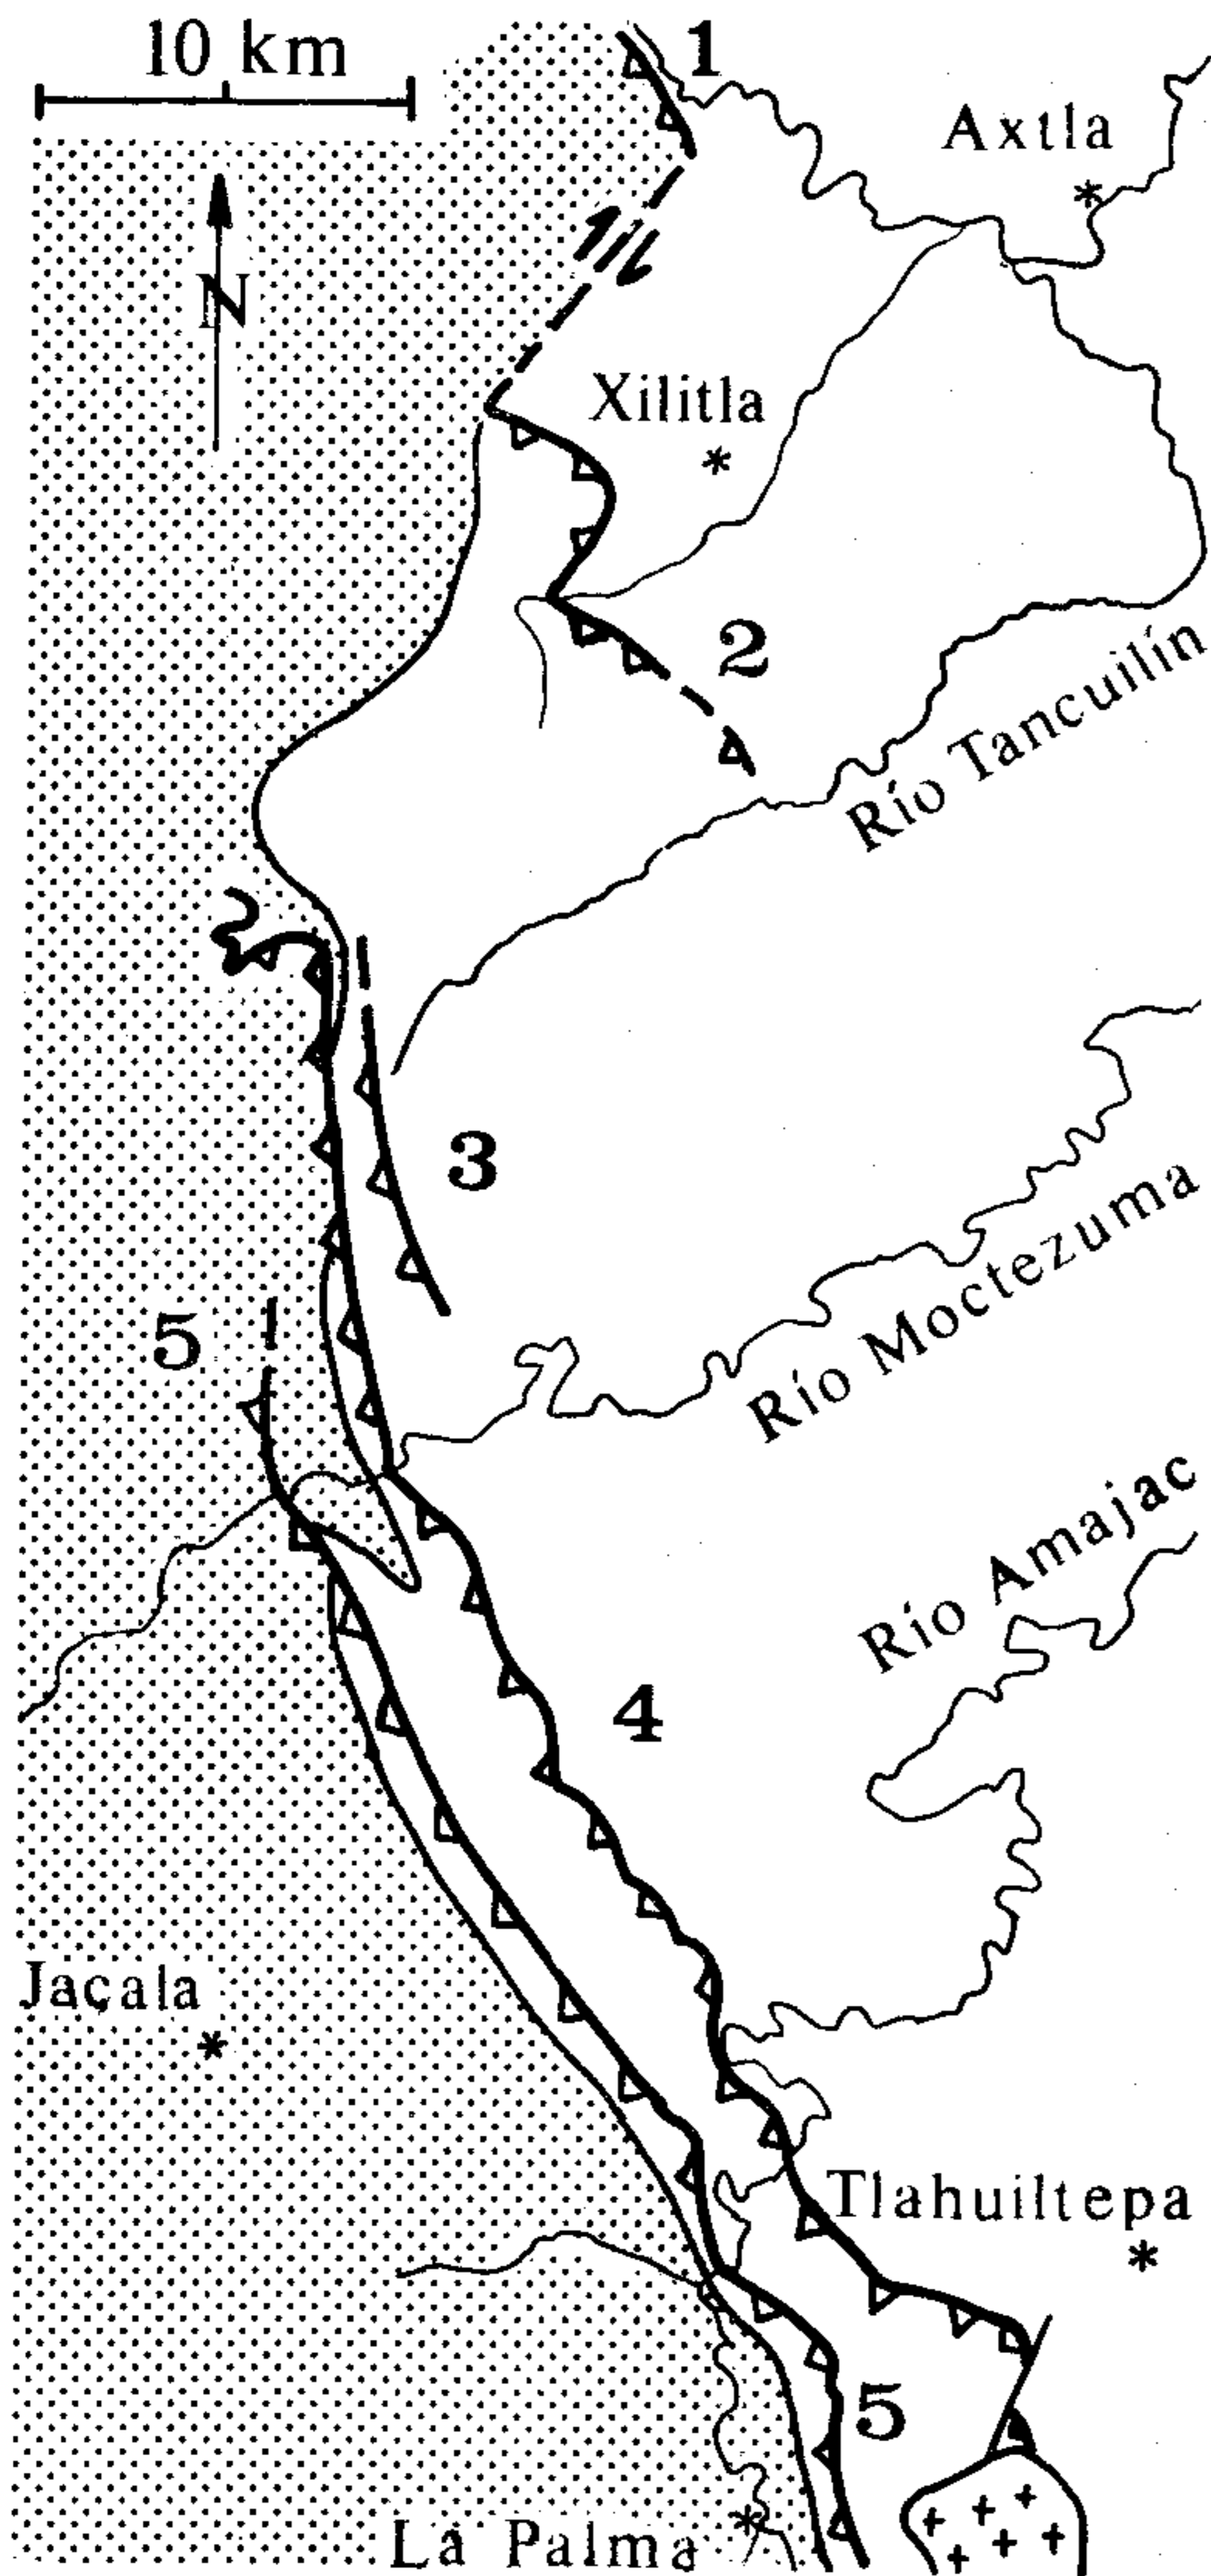 10 km
1
Axtla
N
Xilitla
2
Río Tancuilín
3
5
Río Moctezuma
Río Amajac
4
Jacala
Tlahuiltepa
5
La Palma